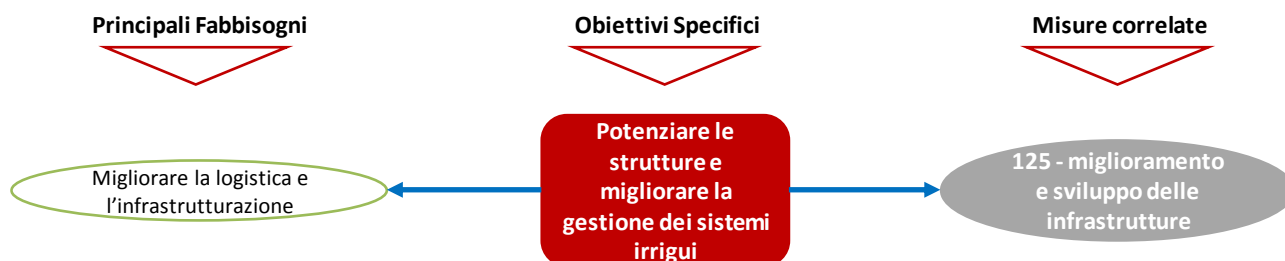 Principali Fabbisogni
Obiettivi Specifici
Misure correlate
Migliorare la logistica e
l'infrastrutturazione
Potenziare le
strutture e
migliorare la
gestione dei sistemi
irrigui
125 - miglioramento
e sviluppo delle
infrastrutture